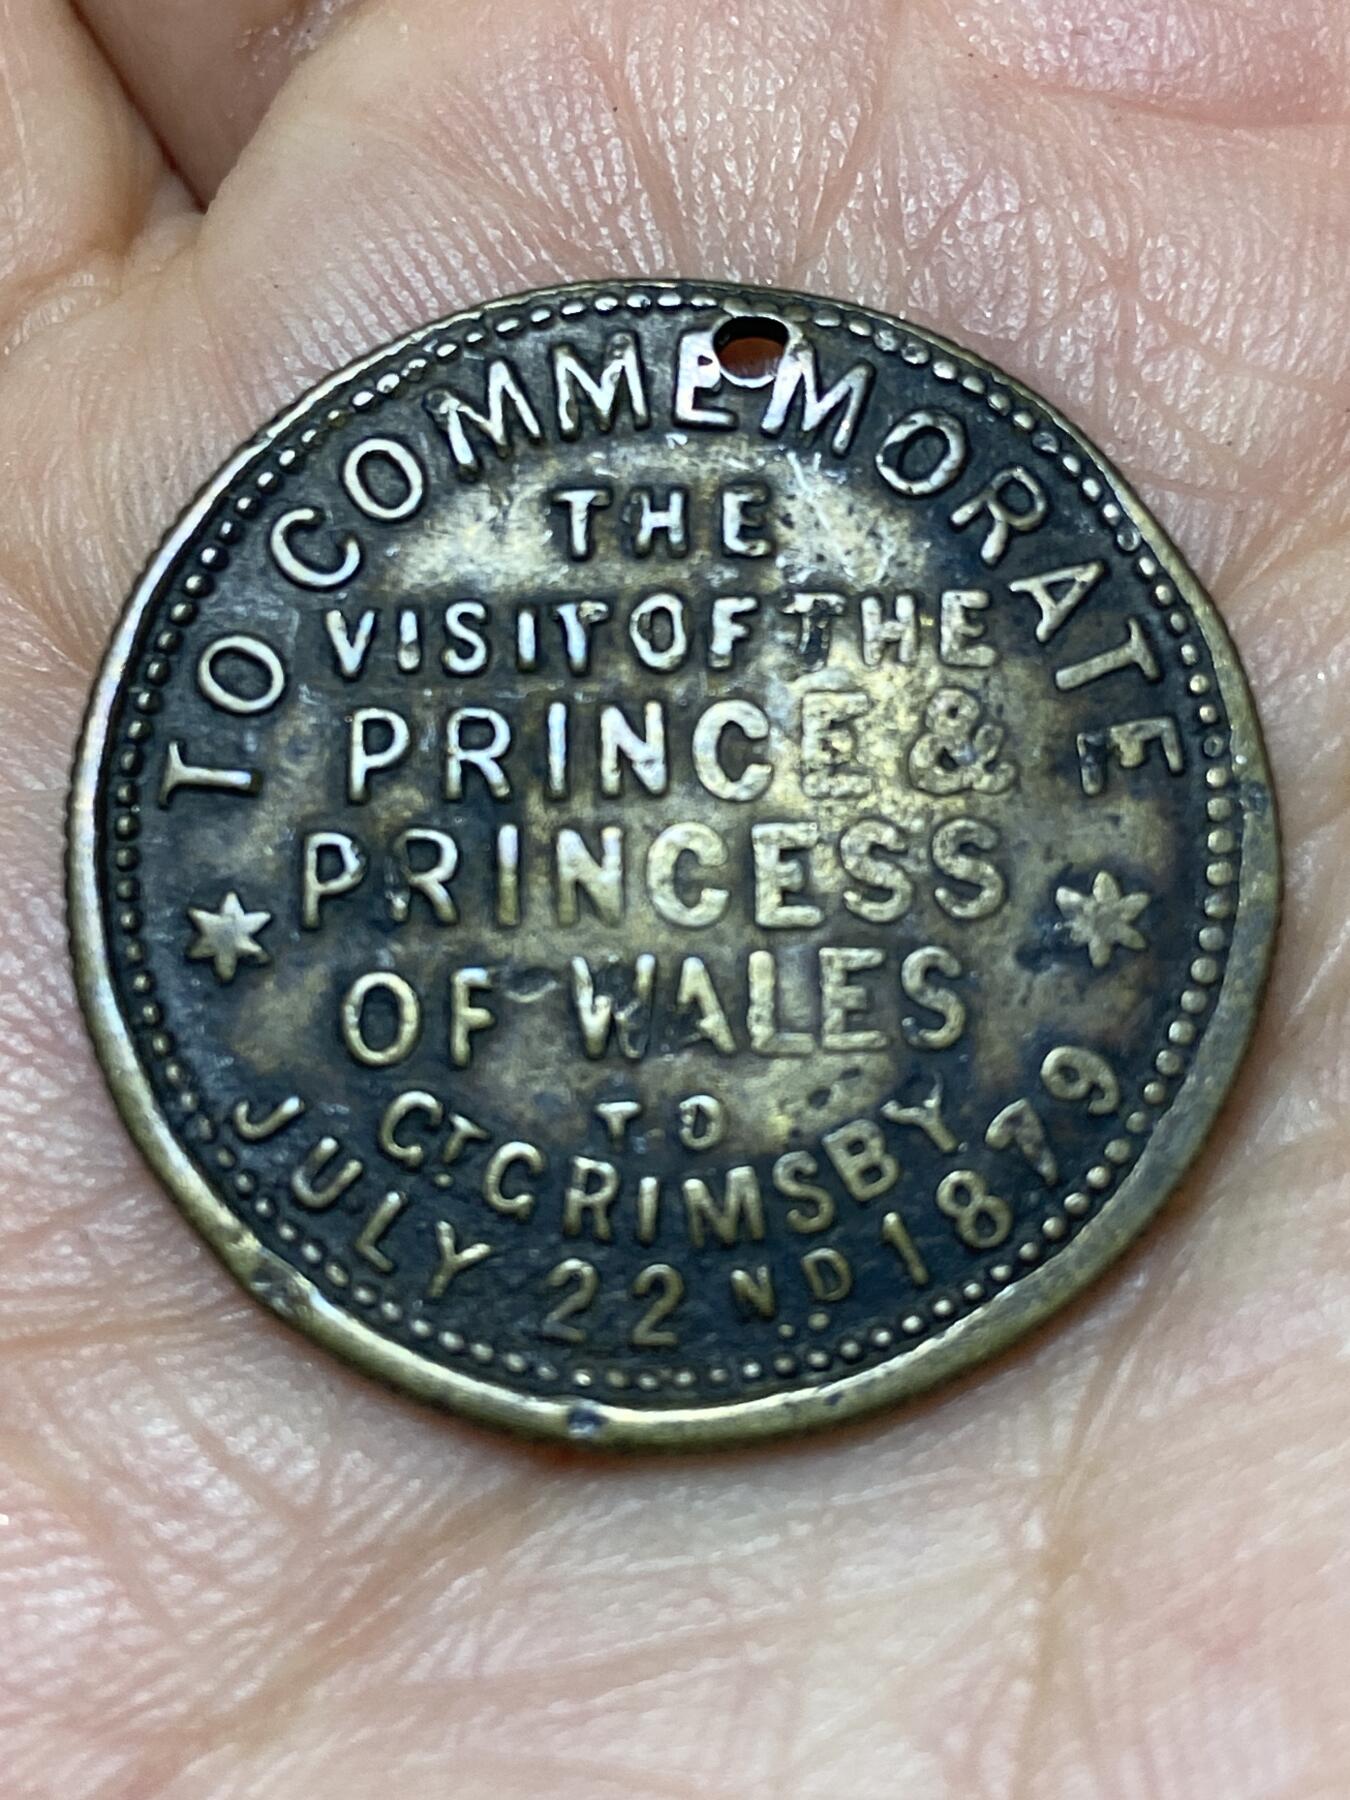 TO COMMEMORATE
THE
VISIT OF THE
PRINCE &
PRINCESS
OF WALES
TO
GT. GRIMSBY.
JULY 22ND 1879